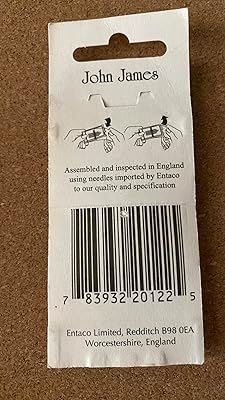 John James
Assembled and inspected in England
using needles imported by Entaco
to our quality and specification
7 83932 20122 5
Entaco Limited, Redditch B98 0EA
Worcestershire, England